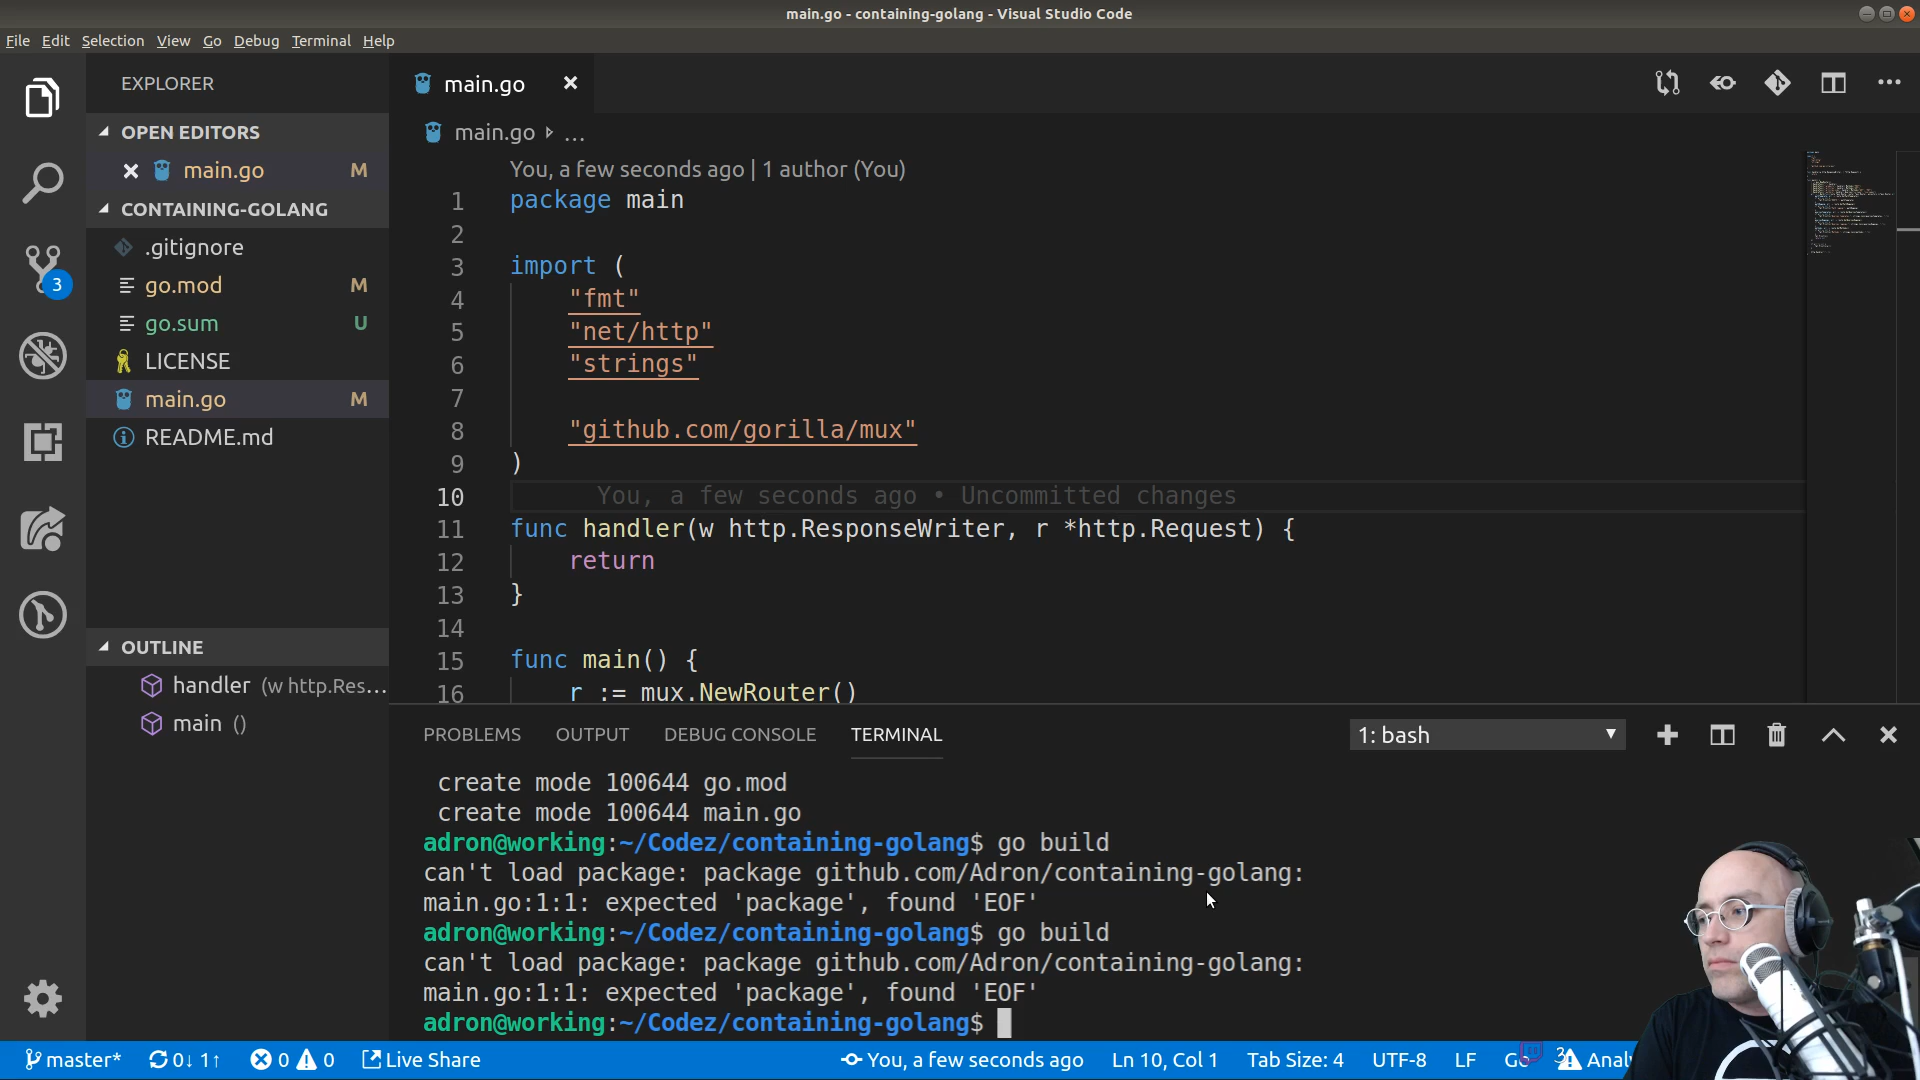 main.go - containing-golang - Visual Studio Code
File Edit Selection View Go Debug Terminal Help
EXPLORER
OPEN EDITORS
main.go M
CONTAINING-GOLANG
.gitignore
go.mod M
go.sum U
LICENSE
main.go M
README.md
3
OUTLINE
handler (w http.Res...
main ()
main.go
main.go ...
You, a few seconds ago | 1 author (You)
1 package main
2
3 import (
4 "fmt"
5 "net/http"
6 "strings"
7
8 "github.com/gorilla/mux"
9 )
10 You, a few seconds ago • Uncommitted changes
11 func handler(w http.ResponseWriter, r *http.Request) {
12 return
13 }
14
15 func main() {
16 r := mux.NewRouter()
PROBLEMS OUTPUT DEBUG CONSOLE TERMINAL 1: bash
create mode 100644 go.mod
create mode 100644 main.go
adron@working:~/Codez/containing-golang$ go build
can't load package: package github.com/Adron/containing-golang:
main.go:1:1: expected 'package', found 'EOF'
adron@working:~/Codez/containing-golang$ go build
can't load package: package github.com/Adron/containing-golang:
main.go:1:1: expected 'package', found 'EOF'
adron@working:~/Codez/containing-golang$
master* 0↓ 1↑ 0 0 Live Share You, a few seconds ago Ln 10, Col 1 Tab Size: 4 UTF-8 LF